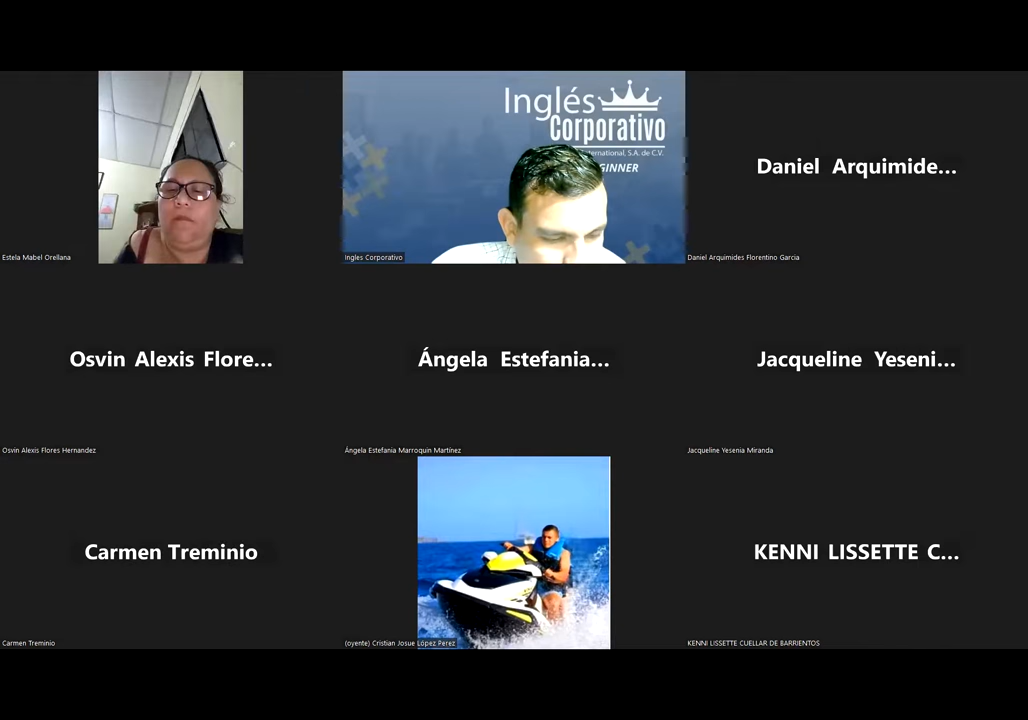 Inglés
Corporativo
International, S.A. de C.V.
GINNER
Daniel Arquimide...
Estela Mabel Orellana
Ingles Corporativo
Daniel Arquimides Florentino Garcia
Osvin Alexis Flore...
Ángela Estefania...
Jacqueline Yeseni...
Osvin Alexis Flores Hernandez
Ángela Estefania Marroquin Martínez
Jacqueline Yesenia Miranda
Carmen Treminio
KENNI LISSETTE C...
Carmen Treminio
(oyente) Cristian Josue López Pérez
KENNI LISSETTE CUELLAR DE BARRIENTOS